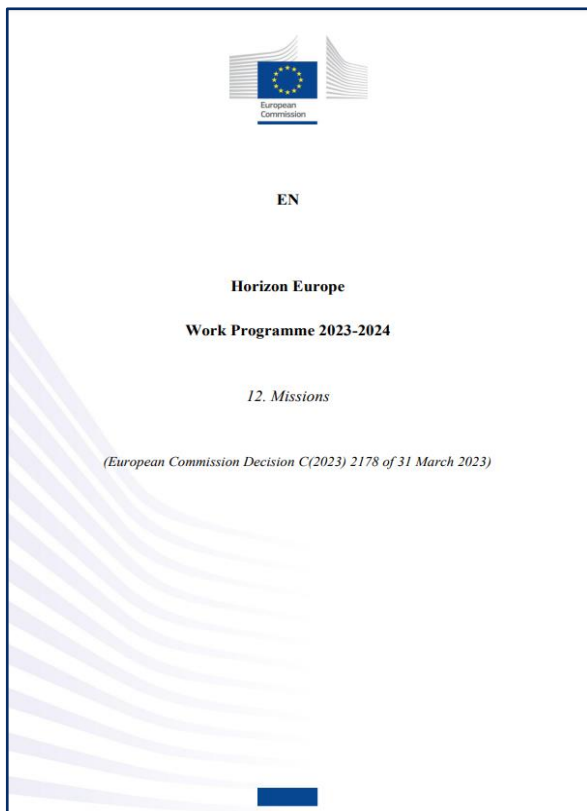 European
Commission
EN
Horizon Europe
Work Programme 2023-2024
12. Missions
(European Commission Decision C(2023) 2178 of 31 March 2023)